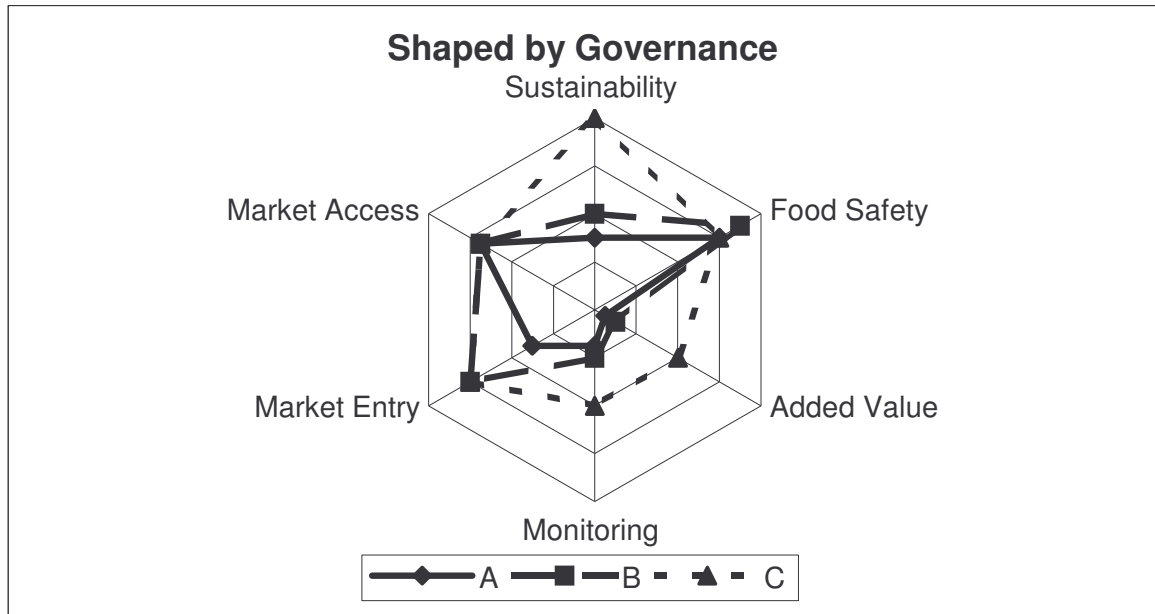 Shaped by Governance
Sustainability
Market Access
Food Safety
Market Entry
Added Value
Monitoring
A B C